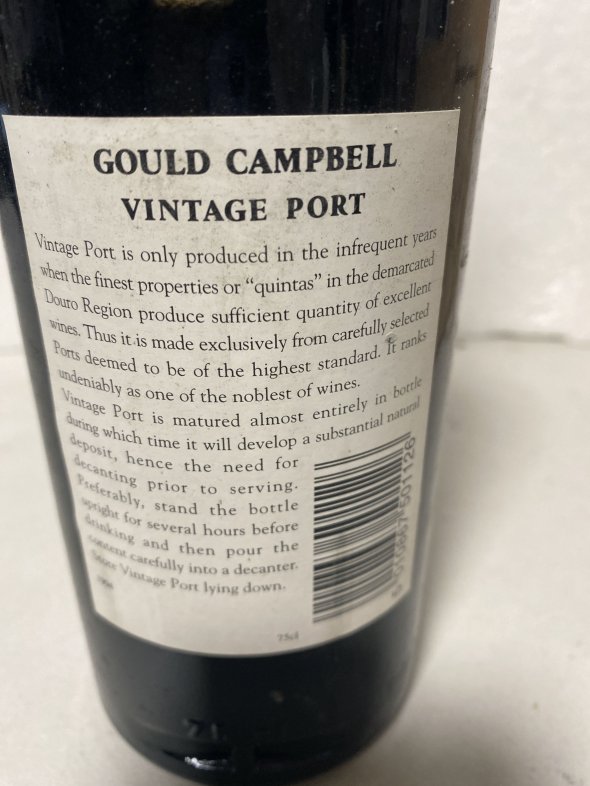 GOULD CAMPBELL
VINTAGE PORT
Vintage Port is only produced in the infrequent years
when the finest properties or “quintas” in the demarcated
Douro Region produce sufficient quantity of excellent
wines. Thus it is made exclusively from carefully selected
Ports deemed to be of the highest standard. It ranks
undeniably as one of the noblest of wines.
Vintage Port is matured almost entirely in bottle
during which time it will develop a substantial natural
deposit, hence the need for
decanting prior to serving.
Preferably, stand the bottle
upright for several hours before
drinking and then pour the
content carefully into a decanter.
Store Vintage Port lying down.
75cl
71